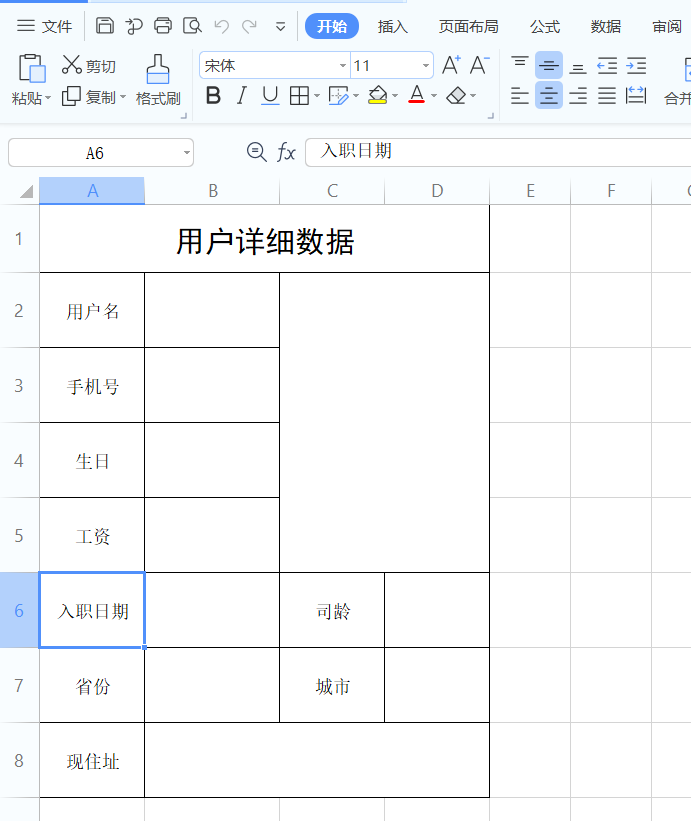 文件 开始 插入 页面布局 公式 数据 审阅
粘贴 剪切 复制 格式刷 宋体 11 A+ A- B I U A
A6 fx 入职日期
A B C D E F
1 用户详细数据
2 用户名
3 手机号
4 生日
5 工资
6 入职日期 司龄
7 省份 城市
8 现住址